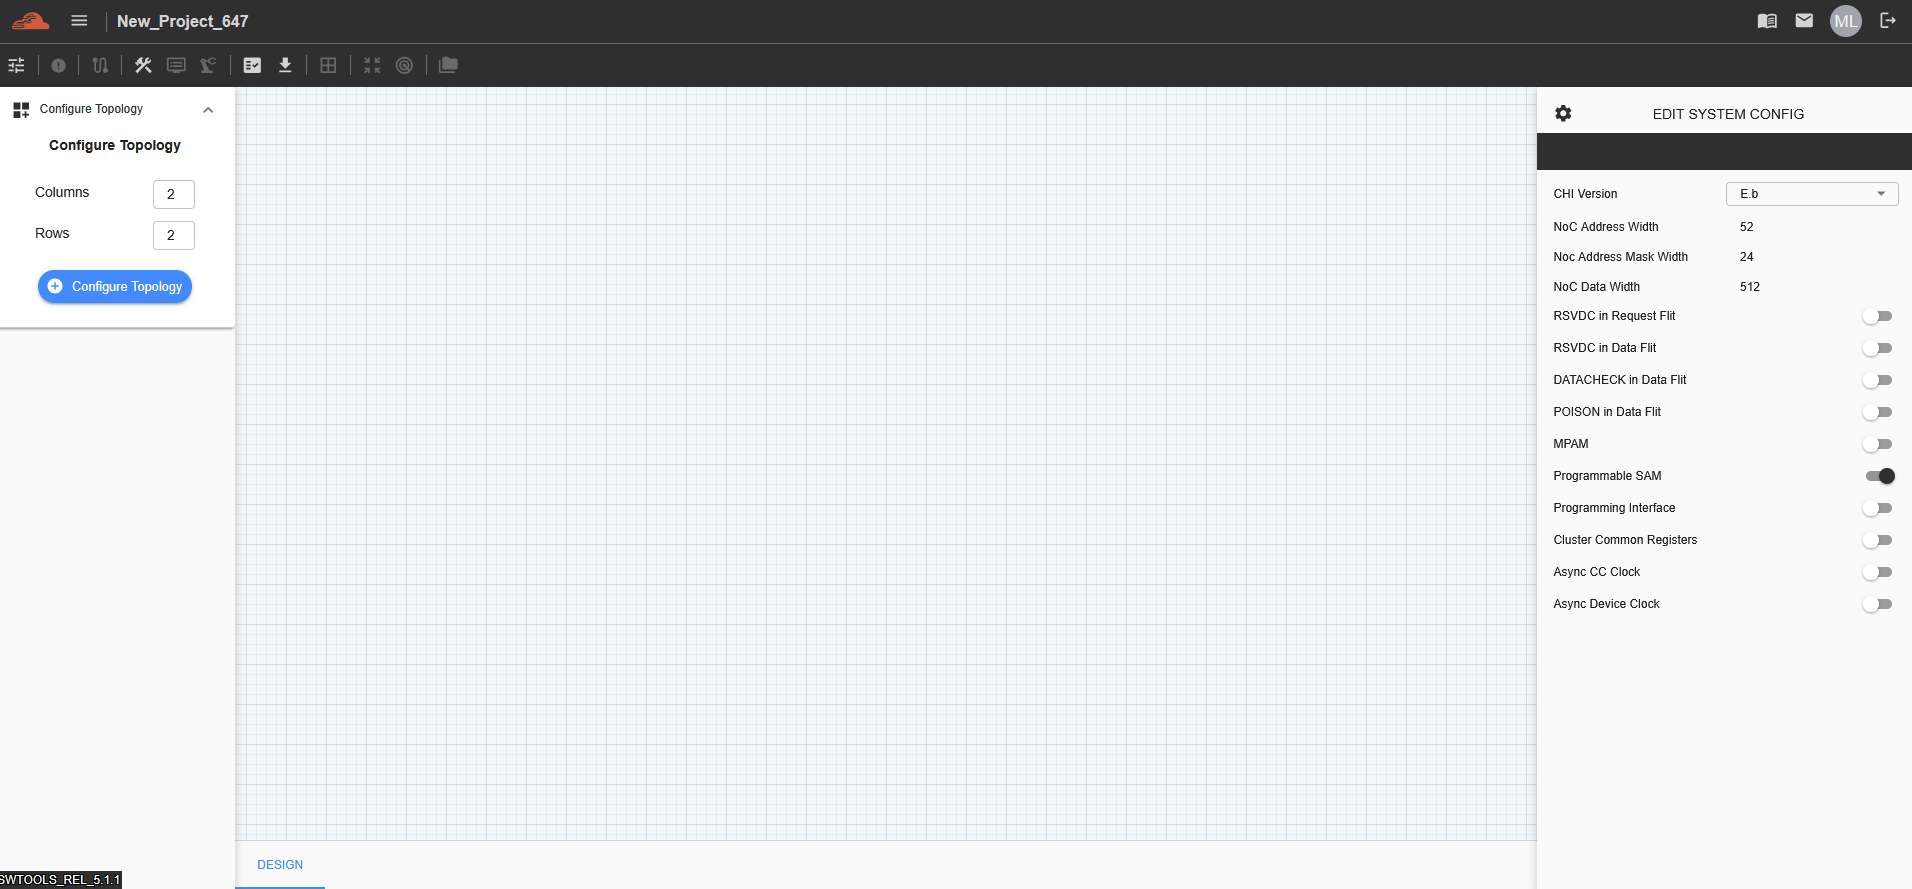 New_Project_647
ML
Configure Topology
Configure Topology
Columns 2
Rows 2
Configure Topology
EDIT SYSTEM CONFIG
CHI Version E.b
NoC Address Width 52
Noc Address Mask Width 24
NoC Data Width 512
RSVDC in Request Flit
RSVDC in Data Flit
DATACHECK in Data Flit
POISON in Data Flit
MPAM
Programmable SAM
Programming Interface
Cluster Common Registers
Async CC Clock
Async Device Clock
DESIGN
SWTOOLS_REL_5.1.1